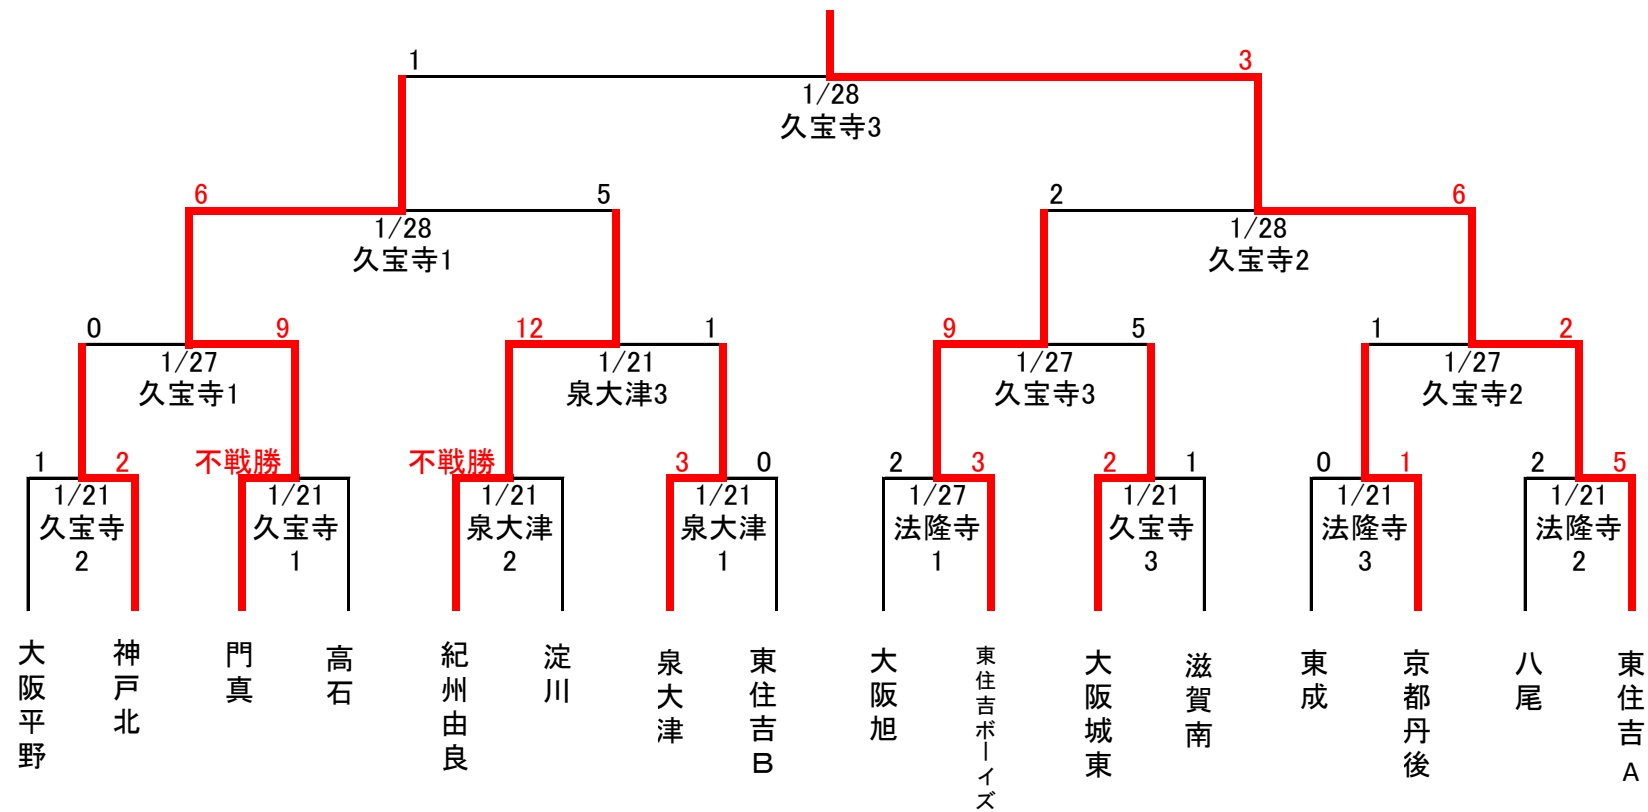 1
3
1/28
久宝寺3
6
5
2
6
1/28
久宝寺1
1/28
久宝寺2
0
9
12
1
9
5
1
2
1/27
久宝寺1
1/21
泉大津3
1/27
久宝寺3
1/27
久宝寺2
1
2
不戦勝
不戦勝
3
0
2
3
2
1
0
1
2
5
1/21
久宝寺
2
1/21
久宝寺
1
1/21
泉大津
2
1/21
泉大津
1
1/27
法隆寺
1
1/21
久宝寺
3
1/21
法隆寺
3
1/21
法隆寺
2
大阪平野
神戸北
門真
高石
紀州由良
淀川
泉大津
東住吉B
大阪旭
東住吉ボーイズ
大阪城東
滋賀南
東成
京都丹後
八尾
東住吉A